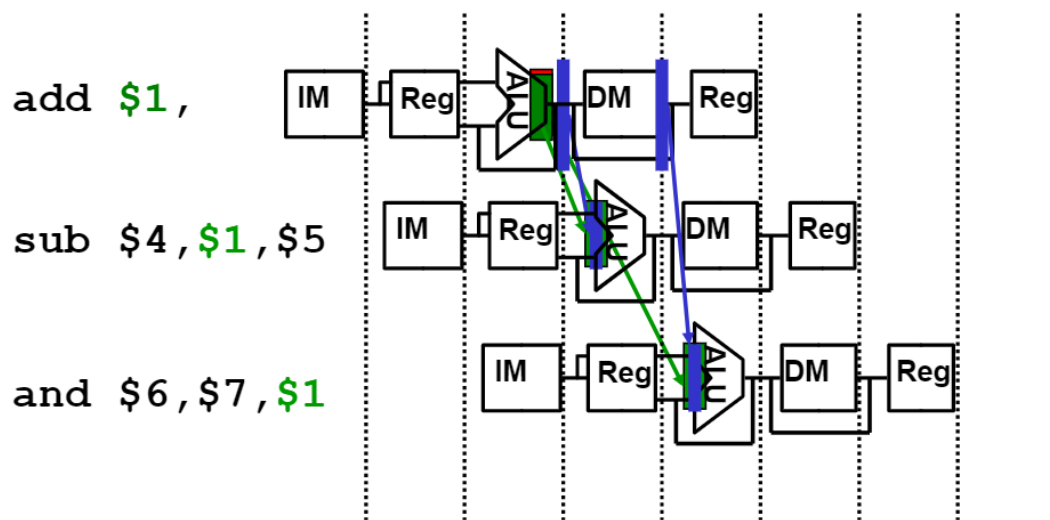 add $1, IM Reg ALU DM Reg
sub $4,$1,$5 IM Reg ALU DM Reg
and $6,$7,$1 IM Reg ALU DM Reg